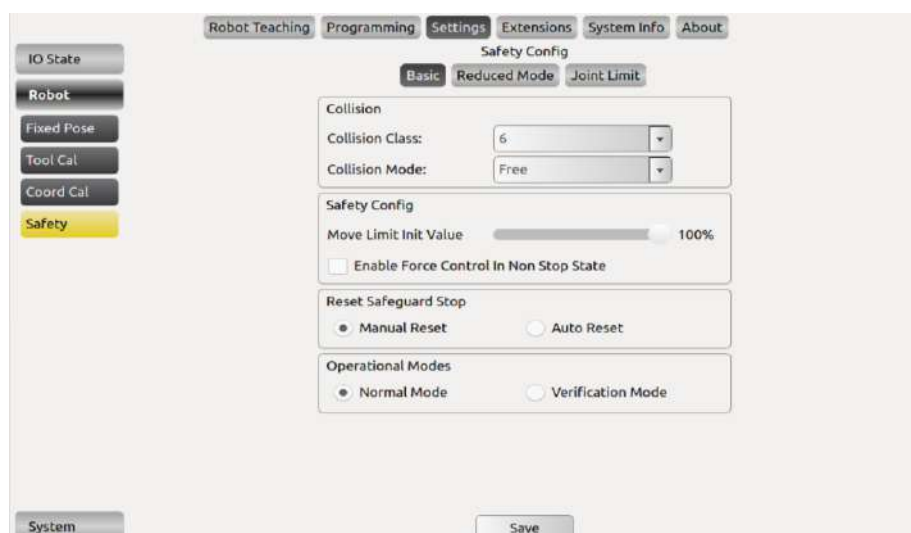 Robot Teaching Programming Settings Extensions System Info About
Safety Config
IO State
Robot
Fixed Pose
Tool Cal
Coord Cal
Safety
System
Basic Reduced Mode Joint Limit
Collision
Collision Class: 6
Collision Mode: Free
Safety Config
Move Limit Init Value 100%
Enable Force Control In Non Stop State
Reset Safeguard Stop
Manual Reset Auto Reset
Operational Modes
Normal Mode Verification Mode
Save